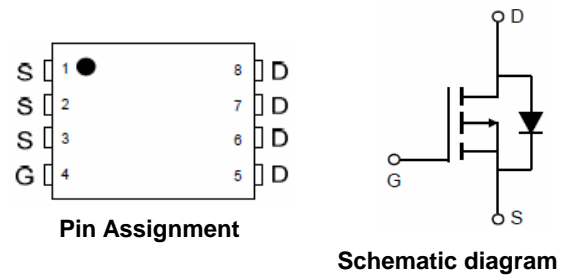 S 1 8 D
S 2 7 D
S 3 6 D
G 4 5 D
Pin Assignment
D
G
S
Schematic diagram